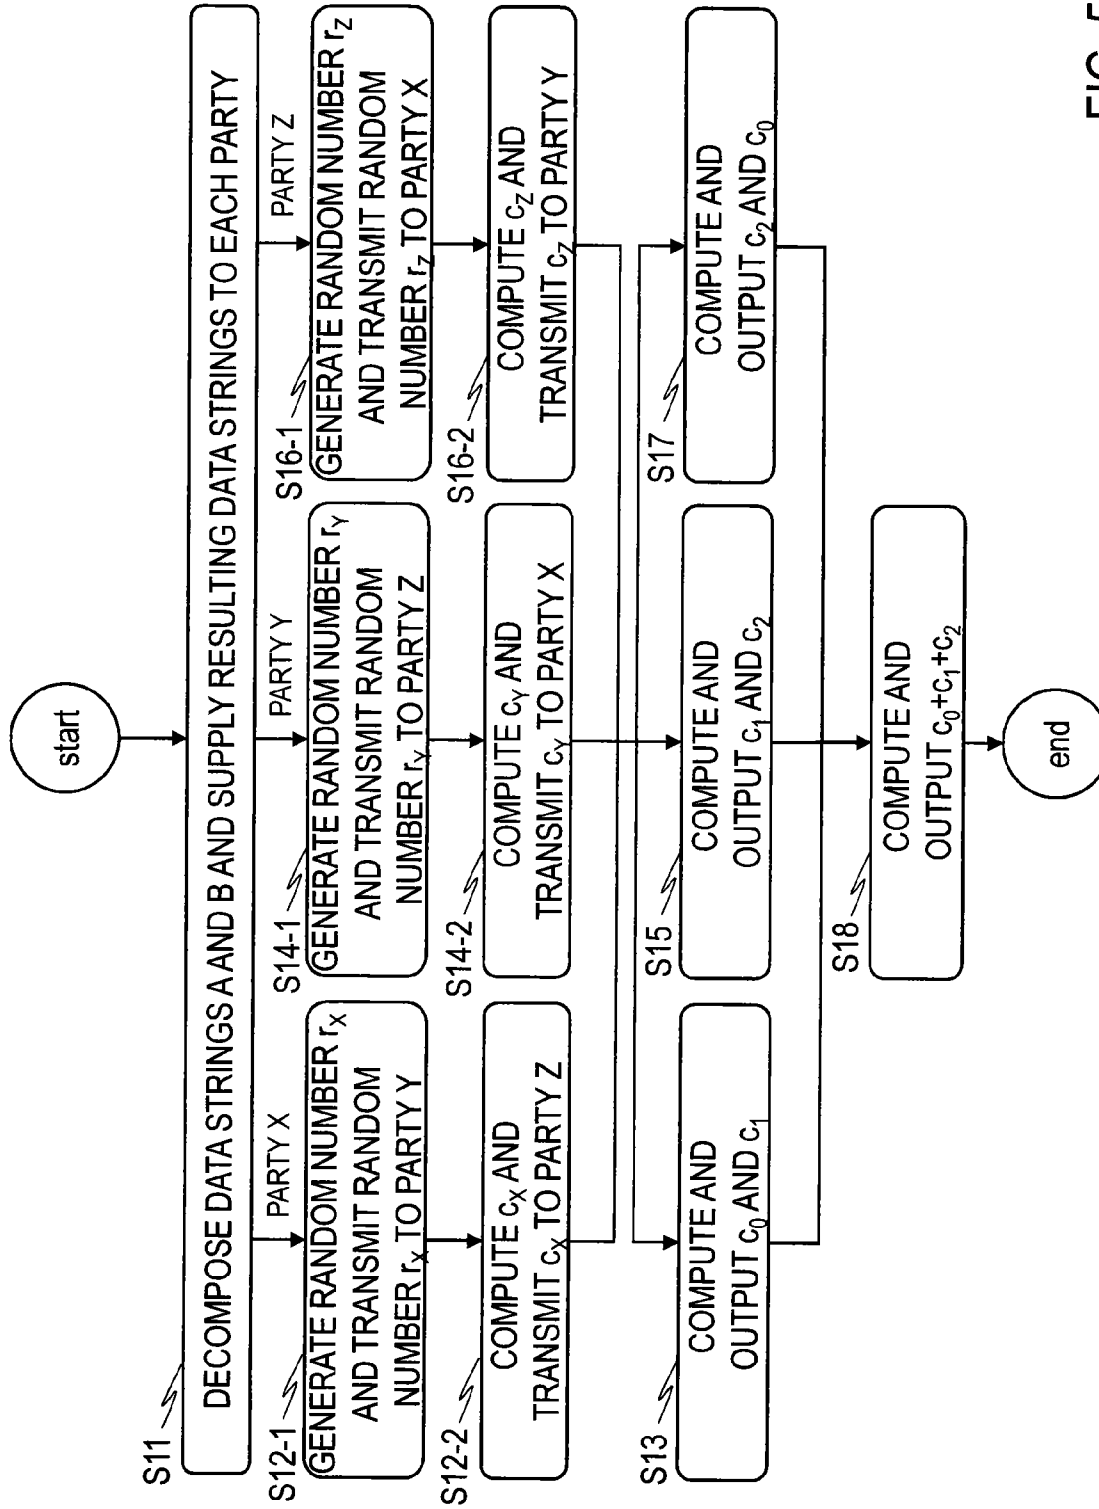 start
S11
DECOMPOSE DATA STRINGS A AND B AND SUPPLY RESULTING DATA STRINGS TO EACH PARTY
PARTY X
PARTY Y
PARTY Z
S12-1
GENERATE RANDOM NUMBER rX
AND TRANSMIT RANDOM
NUMBER rX TO PARTY Y
S14-1
GENERATE RANDOM NUMBER rY
AND TRANSMIT RANDOM
NUMBER rY TO PARTY Z
S16-1
GENERATE RANDOM NUMBER rZ
AND TRANSMIT RANDOM
NUMBER rZ TO PARTY X
S12-2
COMPUTE cX AND
TRANSMIT cX TO PARTY Z
S14-2
COMPUTE cY AND
TRANSMIT cY TO PARTY X
S16-2
COMPUTE cZ AND
TRANSMIT cZ TO PARTY Y
S13
COMPUTE AND
OUTPUT c0 AND c1
S15
COMPUTE AND
OUTPUT c1 AND c2
S17
COMPUTE AND
OUTPUT c2 AND c0
S18
COMPUTE AND
OUTPUT c0+c1+c2
end
FIG.